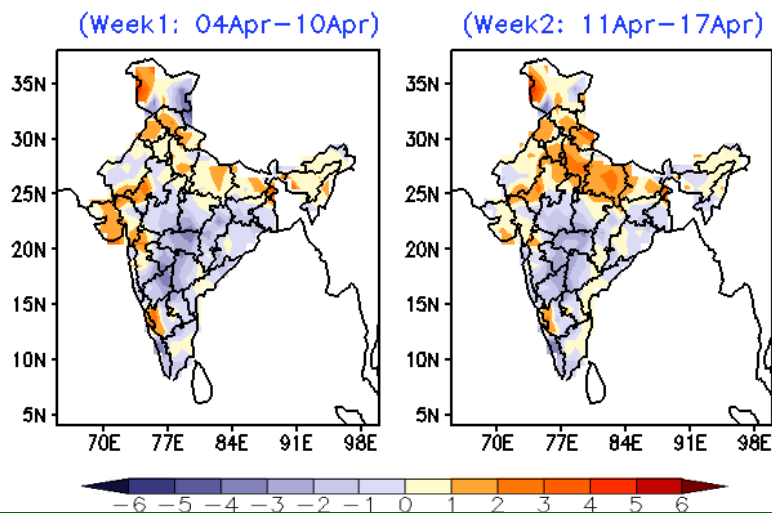 (Week1: 04Apr–10Apr)
(Week2: 11Apr–17Apr)
35N
30N
25N
20N
15N
10N
5N
70E 77E 84E 91E 98E
35N
30N
25N
20N
15N
10N
5N
70E 77E 84E 91E 98E
−6 −5 −4 −3 −2 −1 0 1 2 3 4 5 6